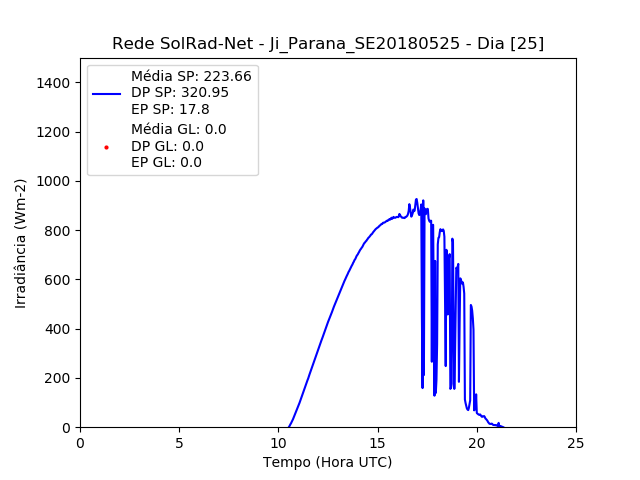 Rede SolRad-Net - Ji_Parana_SE20180525 - Dia [25]
Média SP: 223.66
DP SP: 320.95
EP SP: 17.8
Média GL: 0.0
DP GL: 0.0
EP GL: 0.0
Irradiância (Wm-2)
1400
1200
1000
800
600
400
200
0
0 5 10 15 20 25
Tempo (Hora UTC)